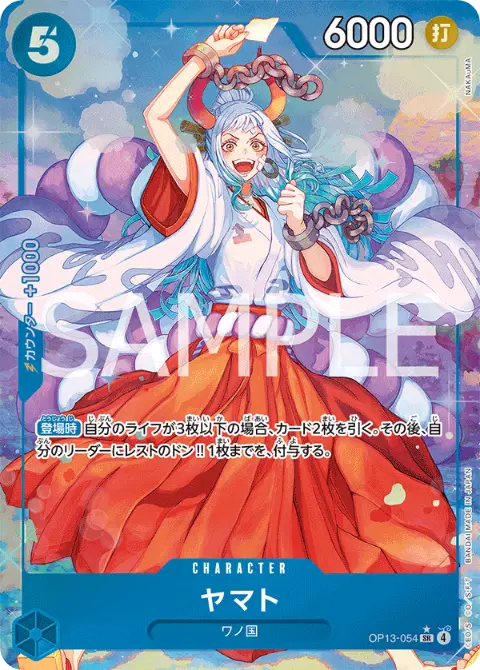 5
6000
打
NAKAUMA
カウンター+1000
SAMPLE
登場時 自分のライフが3枚以下の場合、カード2枚を引く。その後、自
分のリーダーにレストのドン!!1枚までを、付与する。
BANDAI MADE IN JAPAN
CHARACTER
ヤマト
ワノ国
OP13-054 SR 4